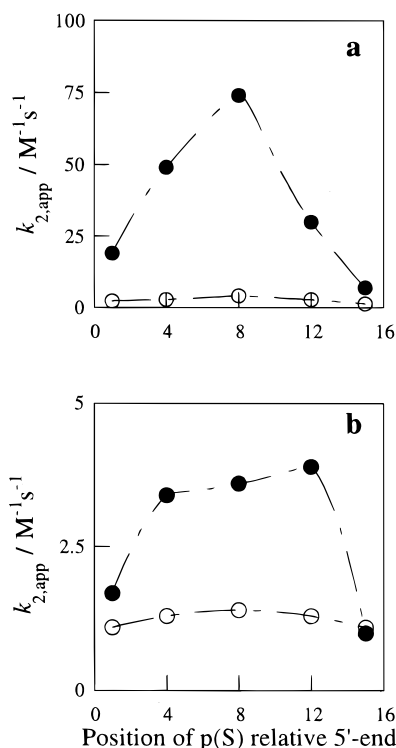 a
100
75
50
25
0
k2,app / M-1s-1
0 4 8 12 16
b
5
2.5
0
k2,app / M-1s-1
0 4 8 12 16
Position of p(S) relative 5'-end